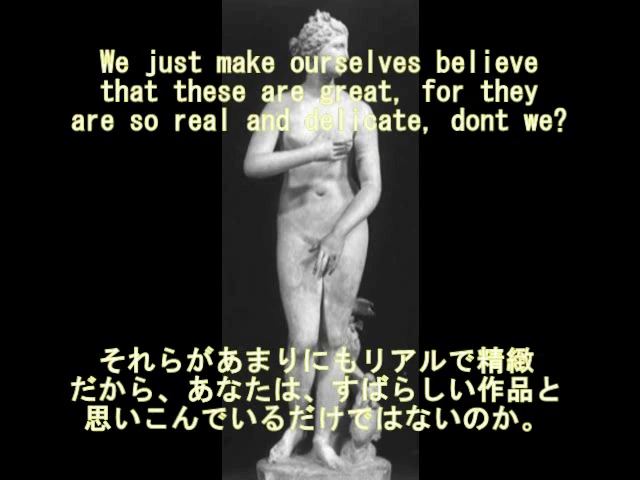 We just make ourselves believe
that these are great, for they
are so real and delicate, dont we?
それらがあまりにもリアルで精緻
だから、あなたは、すばらしい作品と
思いこんでいるだけではないのか。